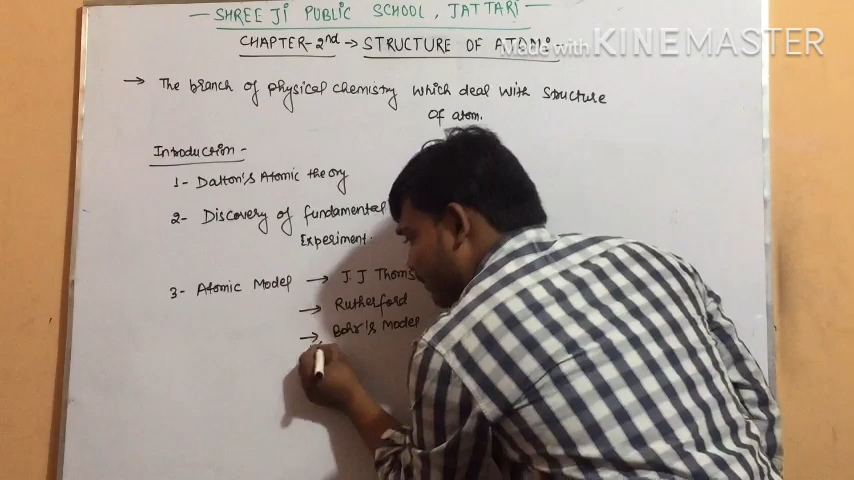 — SHREE JI PUBLIC SCHOOL, JATTARI —
CHAPTER-2nd → STRUCTURE OF ATOM -
Made with KINEMASTER
→ The branch of physical chemistry which deal with structure
of atom.
Introduction -
1- Dalton's Atomic theory
2- Discovery of fundamental
Experiment.
3- Atomic Model → J.J Thoms
→ Rutherford
→ Bohr's Model